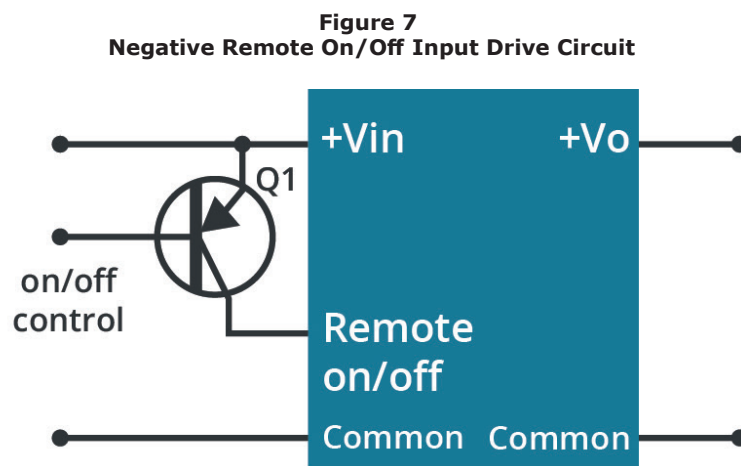 Figure 7
Negative Remote On/Off Input Drive Circuit
+Vin
+Vo
Q1
on/off
control
Remote
on/off
Common
Common